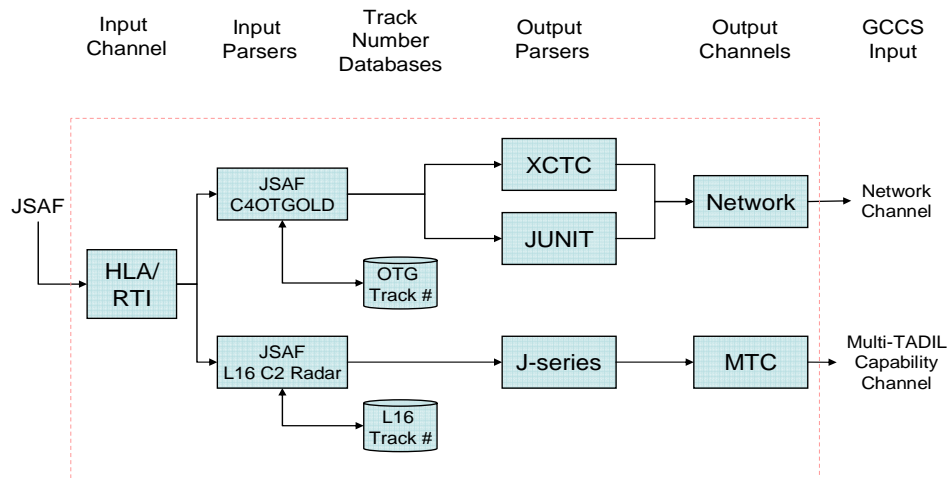 Input
Channel
Input
Parsers
Track
Number
Databases
Output
Parsers
Output
Channels
GCCS
Input
JSAF
HLA/
RTI
JSAF
C4OTGOLD
OTG
Track #
XCTC
JUNIT
Network
Network
Channel
JSAF
L16 C2 Radar
L16
Track #
J-series
MTC
Multi-TADIL
Capability
Channel